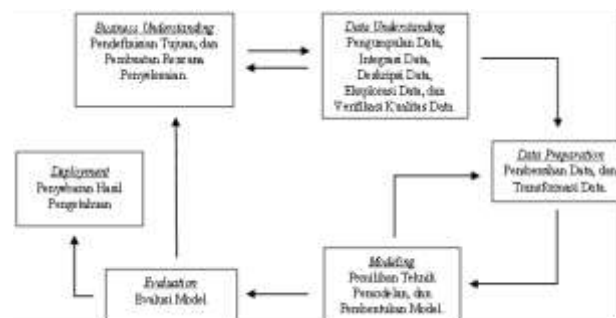 Business Understanding
Pendefinisian Tujuan, dan
Pembuatan Rencana
Penyelesaian.
Data Understanding
Pengumpulan Data,
Integrasi Data,
Deskripsi Data,
Eksplorasi Data, dan
Verifikasi Kualitas Data.
Data Preparation
Pembersihan Data, dan
Transformasi Data.
Deployment
Penyebaran Hasil
Pengetahuan
Modeling
Pemilihan Teknik
Pemodelan, dan
Pembentukan Model.
Evaluation
Evalusi Model.